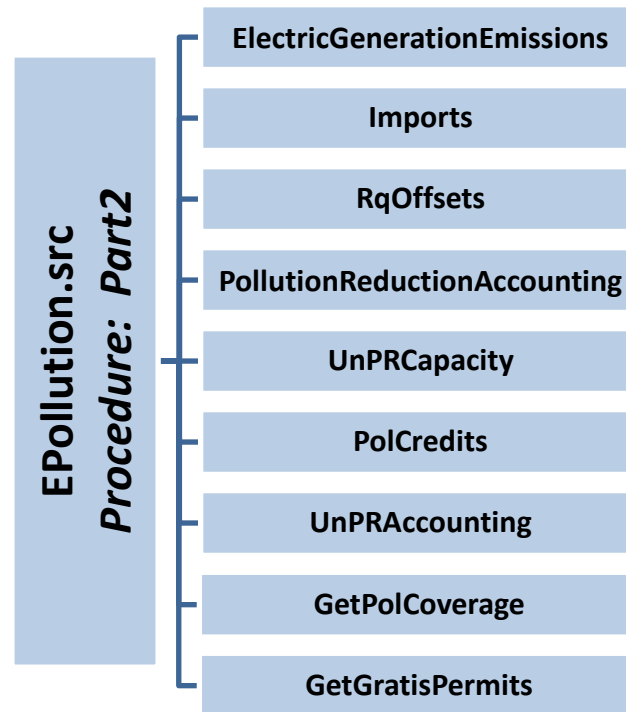 EPollution.src
Procedure: Part2
ElectricGenerationEmissions
Imports
RqOffsets
PollutionReductionAccounting
UnPRCapacity
PolCredits
UnPRAccounting
GetPolCoverage
GetGratisPermits